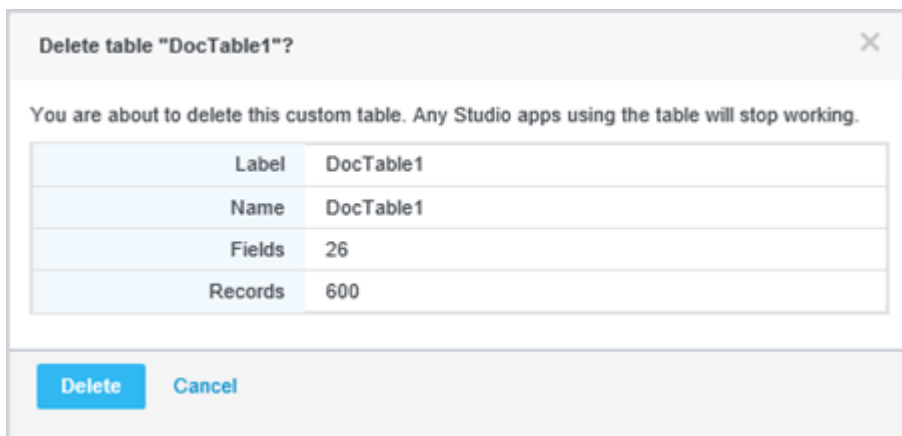 Delete table "DocTable1"?
You are about to delete this custom table. Any Studio apps using the table will stop working.
Label DocTable1
Name DocTable1
Fields 26
Records 600
Delete Cancel